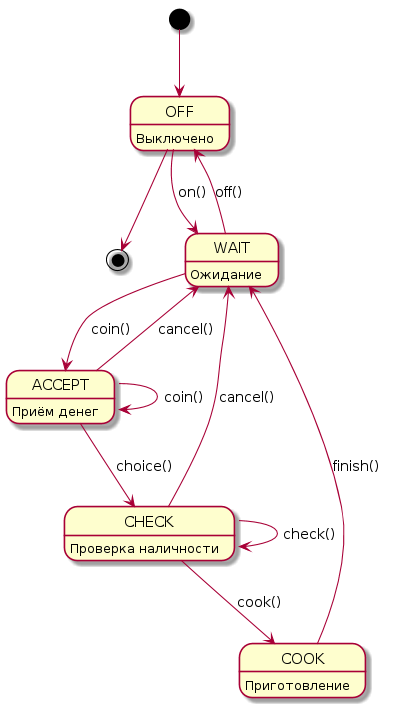 OFF
Выключено
on()
off()
WAIT
Ожидание
coin()
cancel()
ACCEPT
Приём денег
coin()
cancel()
choice()
finish()
CHECK
Проверка наличности
check()
cook()
COOK
Приготовление